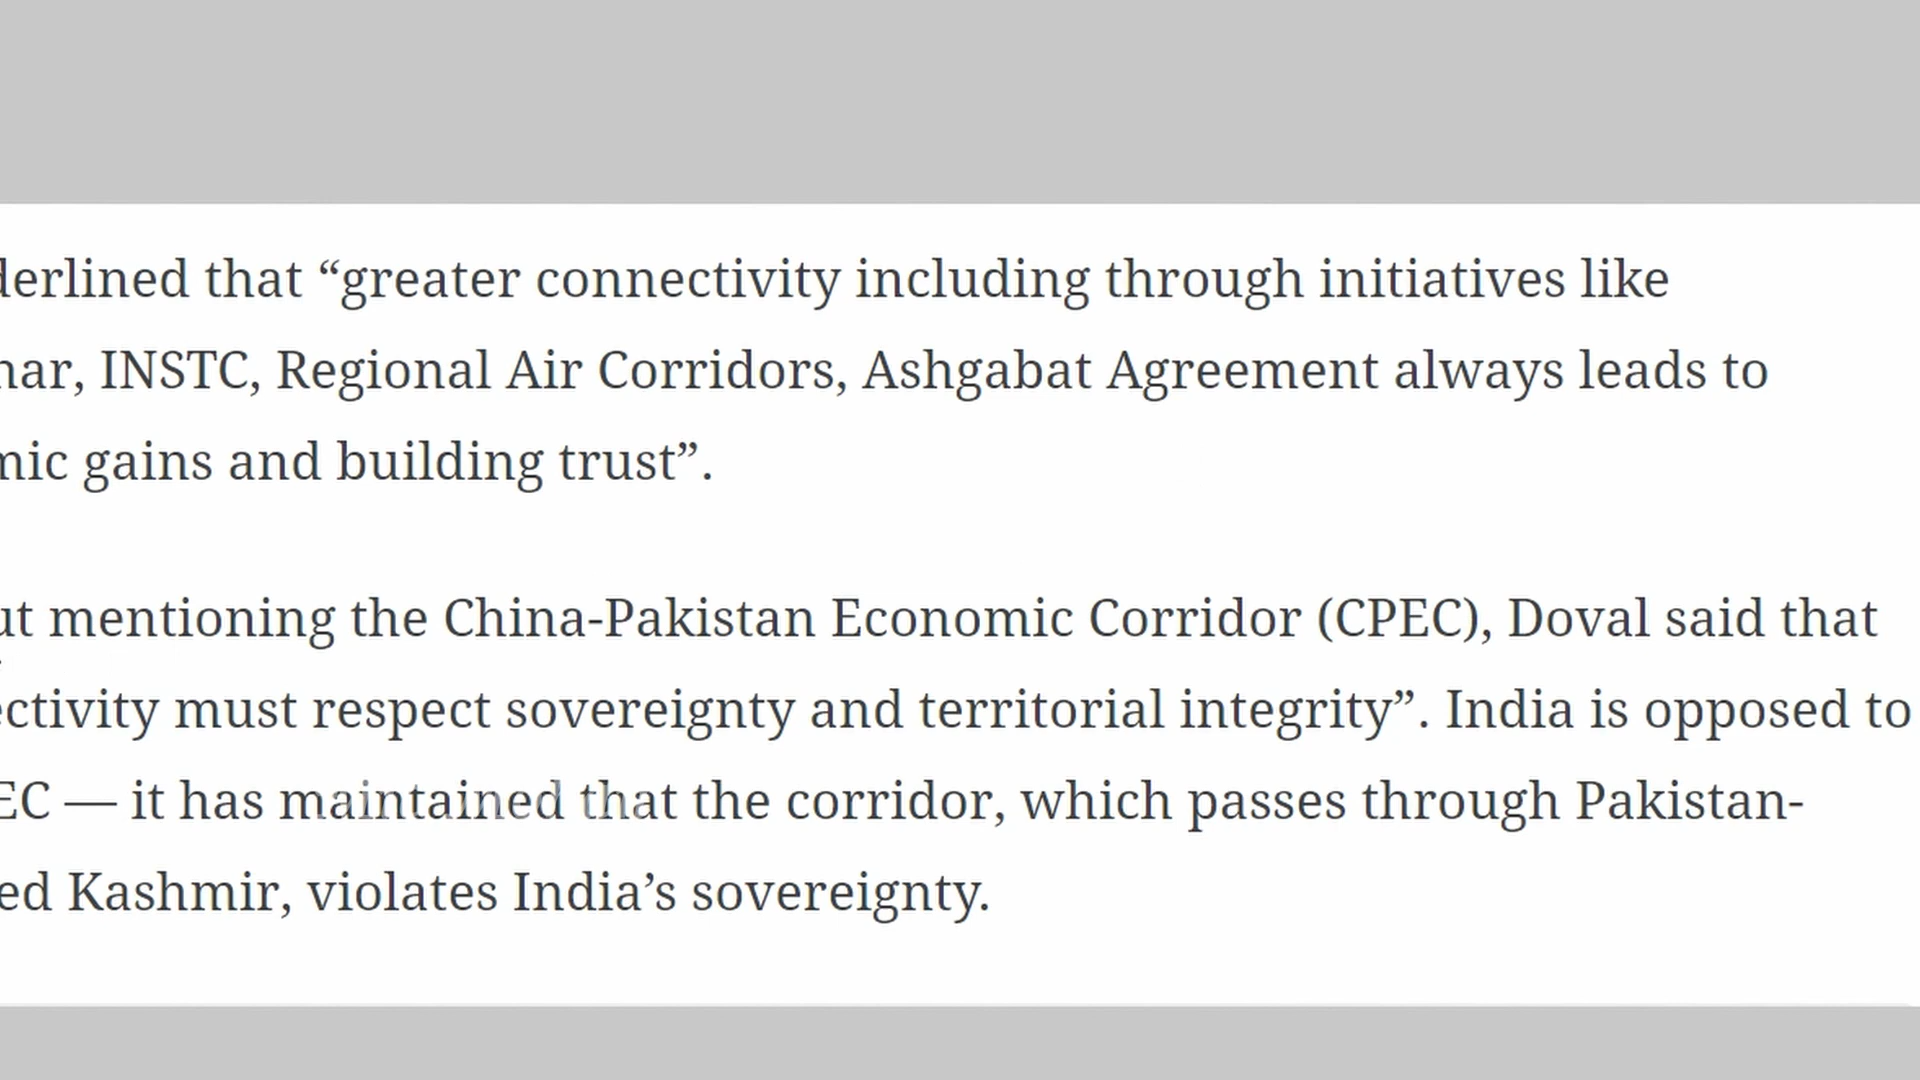 derlined that “greater connectivity including through initiatives like
har, INSTC, Regional Air Corridors, Ashgabat Agreement always leads to
mic gains and building trust”.
ut mentioning the China-Pakistan Economic Corridor (CPEC), Doval said that
ectivity must respect sovereignty and territorial integrity”. India is opposed to
EC — it has maintained that the corridor, which passes through Pakistan-
ed Kashmir, violates India’s sovereignty.